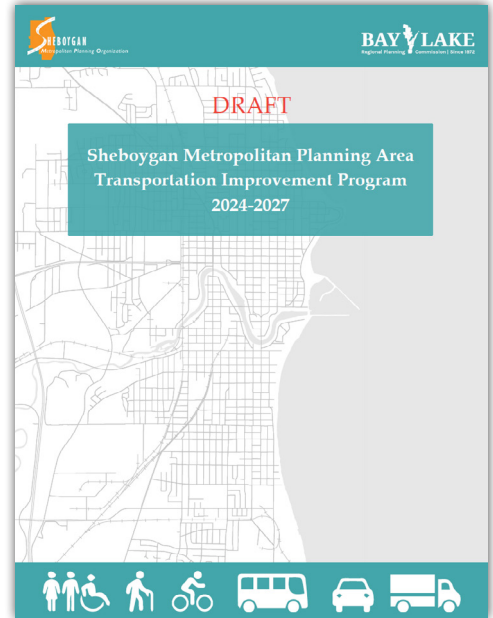 SHEBOYGAN
Metropolitan Planning Organization
BAY LAKE
Regional Planning Commission | Since 1972
DRAFT
Sheboygan Metropolitan Planning Area
Transportation Improvement Program
2024-2027